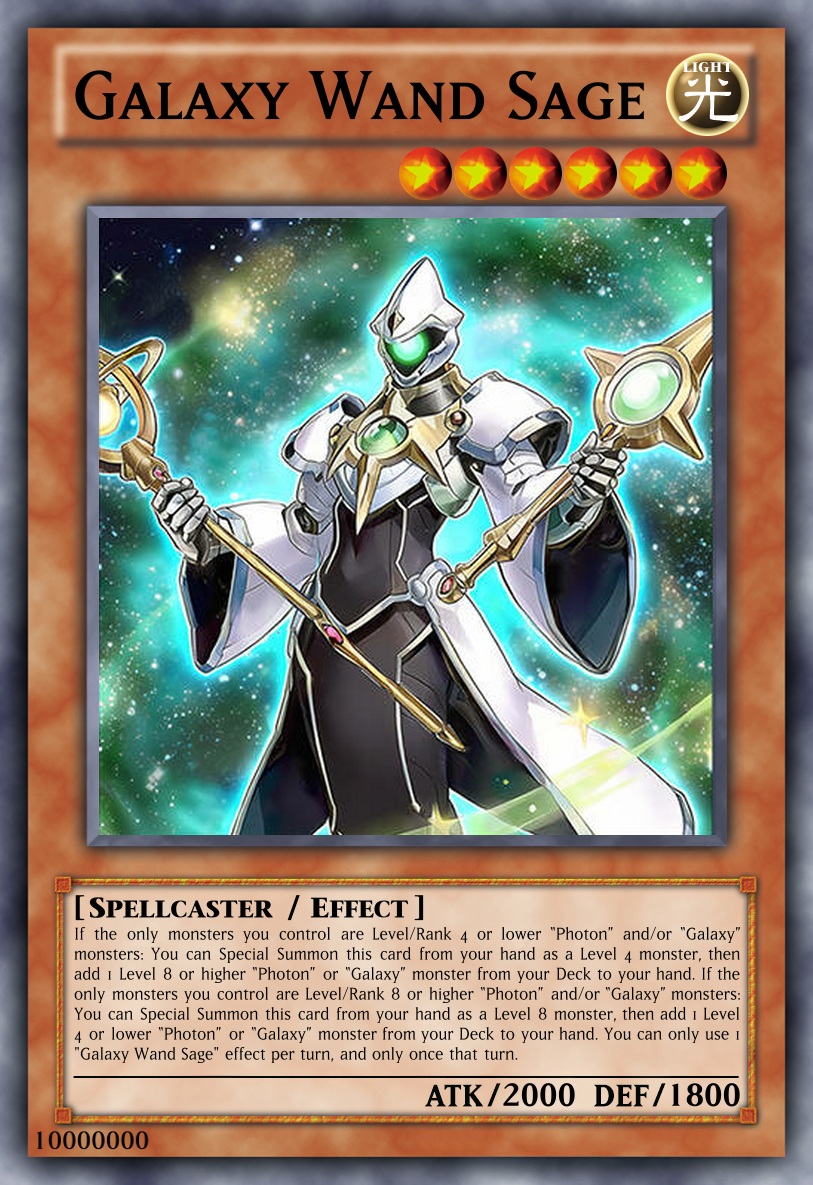 Galaxy Wand Sage
LIGHT
光
[ Spellcaster / Effect ]
If the only monsters you control are Level/Rank 4 or lower "Photon" and/or "Galaxy"
monsters: You can Special Summon this card from your hand as a Level 4 monster, then
add 1 Level 8 or higher "Photon" or "Galaxy" monster from your Deck to your hand. If the
only monsters you control are Level/Rank 8 or higher "Photon" and/or "Galaxy" monsters:
You can Special Summon this card from your hand as a Level 8 monster, then add 1 Level
4 or lower "Photon" or "Galaxy" monster from your Deck to your hand. You can only use 1
"Galaxy Wand Sage" effect per turn, and only once that turn.
ATK/2000 DEF/1800
10000000